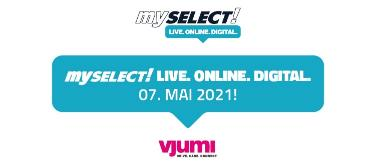 mySELECT!
LIVE. ONLINE. DIGITAL.
mySELECT! LIVE. ONLINE. DIGITAL.
07. MAI 2021!
vjumi